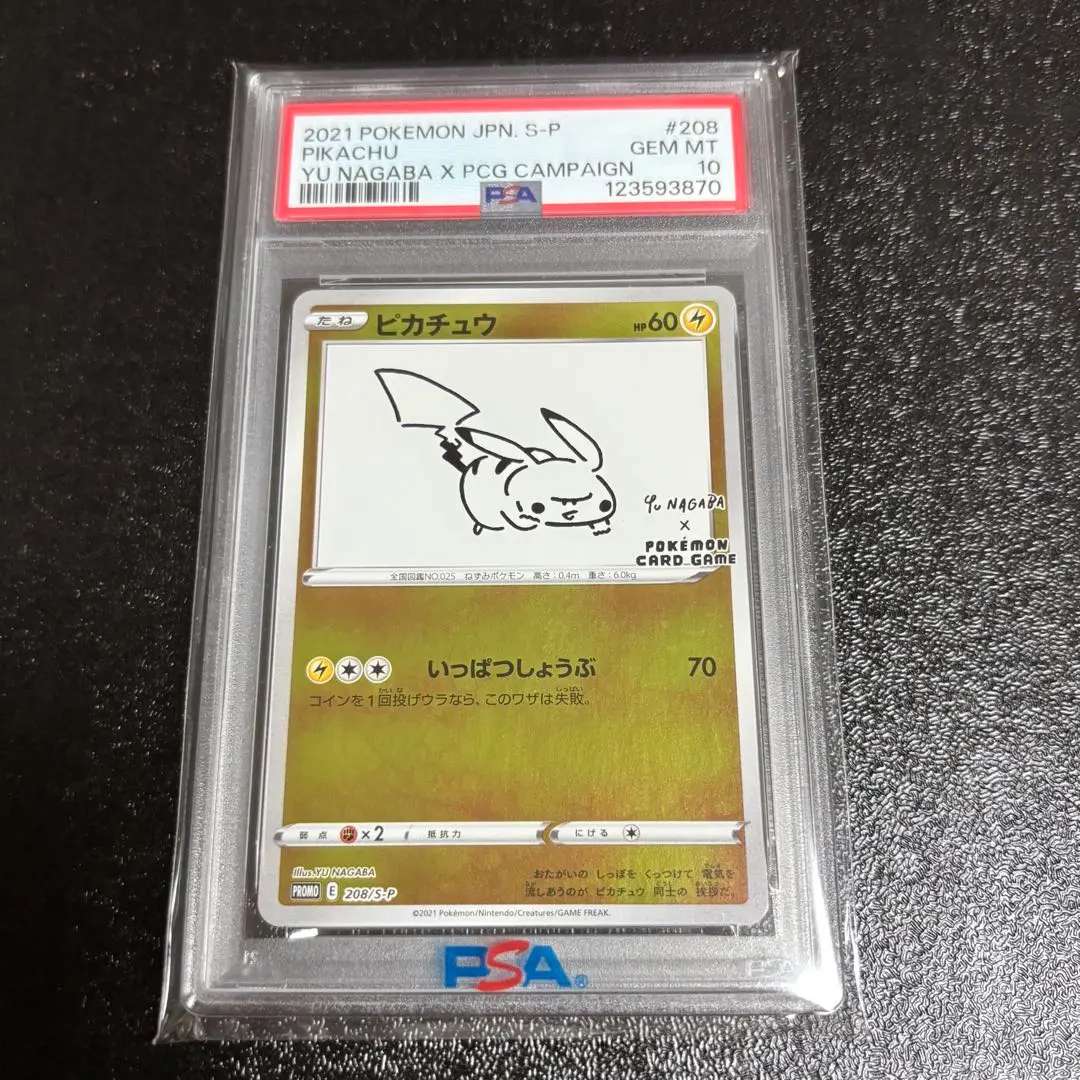 2021 POKEMON JPN. S-P #208
PIKACHU GEM MT
YU NAGABA X PCG CAMPAIGN 10
PSA 123593870
たね ピカチュウ HP60
YU NAGABA
×
POKÉMON
CARD GAME
全国図鑑NO.025 ねずみポケモン 高さ:0.4m 重さ:6.0kg
いっぱつしょうぶ 70
コインを1回投げウラなら、このワザは失敗。
弱点 ×2 抵抗力 にげる
Illus.YU NAGABA
おたがいの しっぽを くっつけて 電気を
流しあうのが ピカチュウ 同士の 挨拶だ。
PROMO E 208/S-P
©2021 Pokémon/Nintendo/Creatures/GAME FREAK.
PSA®